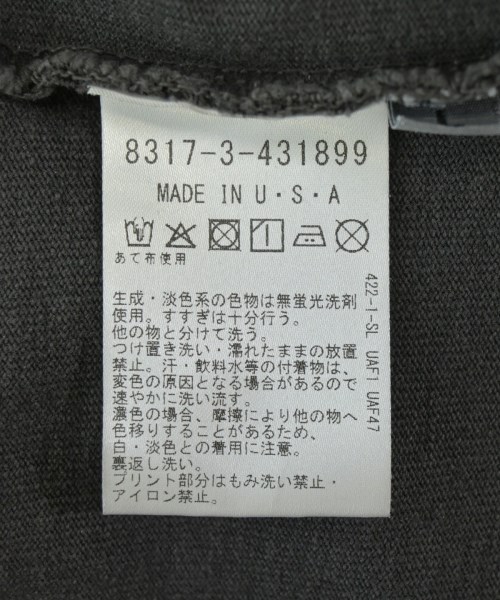 8317-3-431899
MADE IN U・S・A
あて布使用
生成・淡色系の色物は無蛍光洗剤
使用。すすぎは十分行う。
他の物と分けて洗う。
つけ置き洗い・濡れたままの放置
禁止。汗・飲料水等の付着物は、
変色の原因となる場合があるので
速やかに洗い流す。
濃色の場合、摩擦により他の物へ
色移りすることがあるため、
白・淡色との着用に注意。
裏返し洗い。
プリント部分はもみ洗い禁止・
アイロン禁止。
422-1-SL UAF1 UAF47